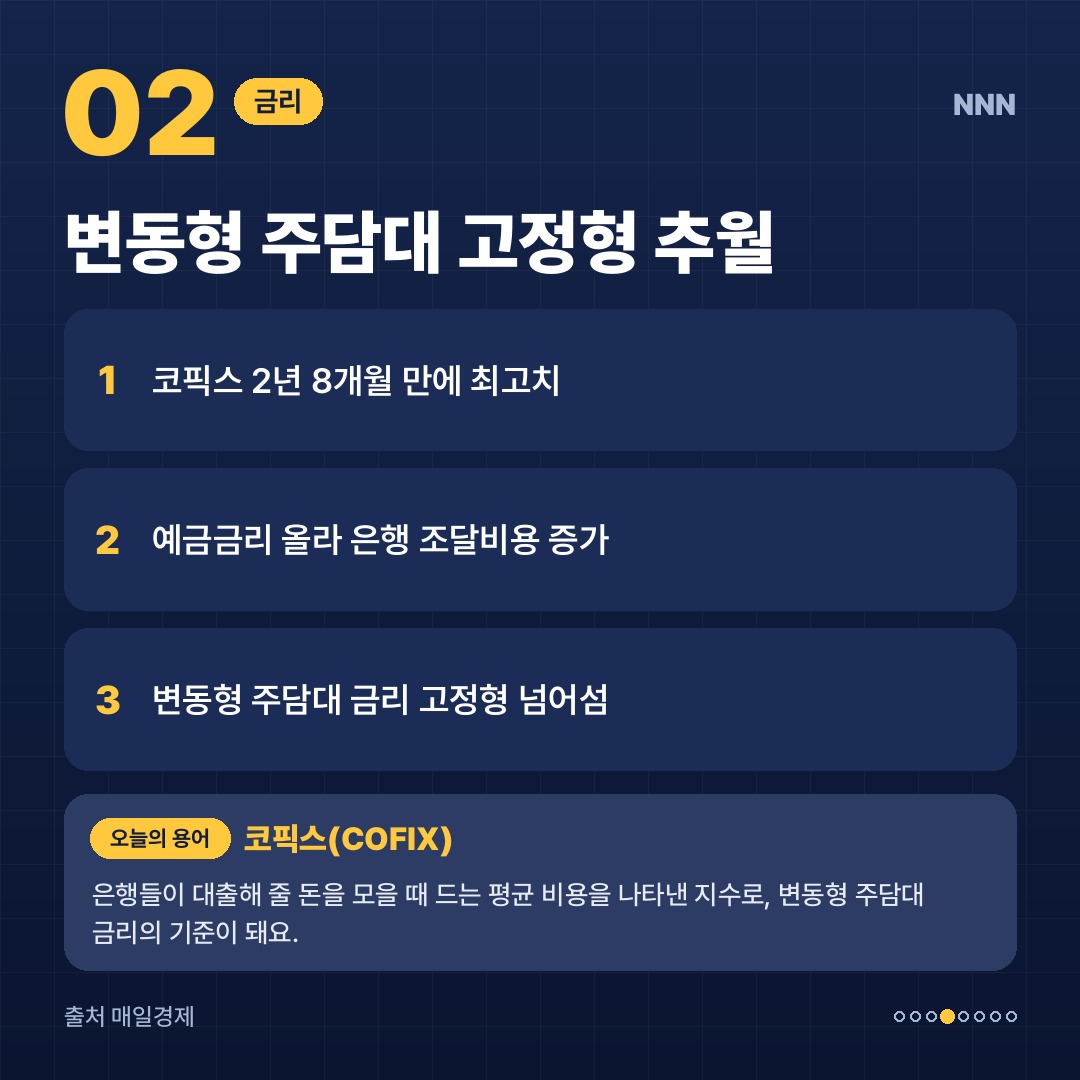 02
금리
NNN
변동형 주담대 고정형 추월
1 코픽스 2년 8개월 만에 최고치
2 예금금리 올라 은행 조달비용 증가
3 변동형 주담대 금리 고정형 넘어섬
오늘의 용어 코픽스(COFIX)
은행들이 대출해 줄 돈을 모을 때 드는 평균 비용을 나타낸 지수로, 변동형 주담대
금리의 기준이 돼요.
출처 매일경제